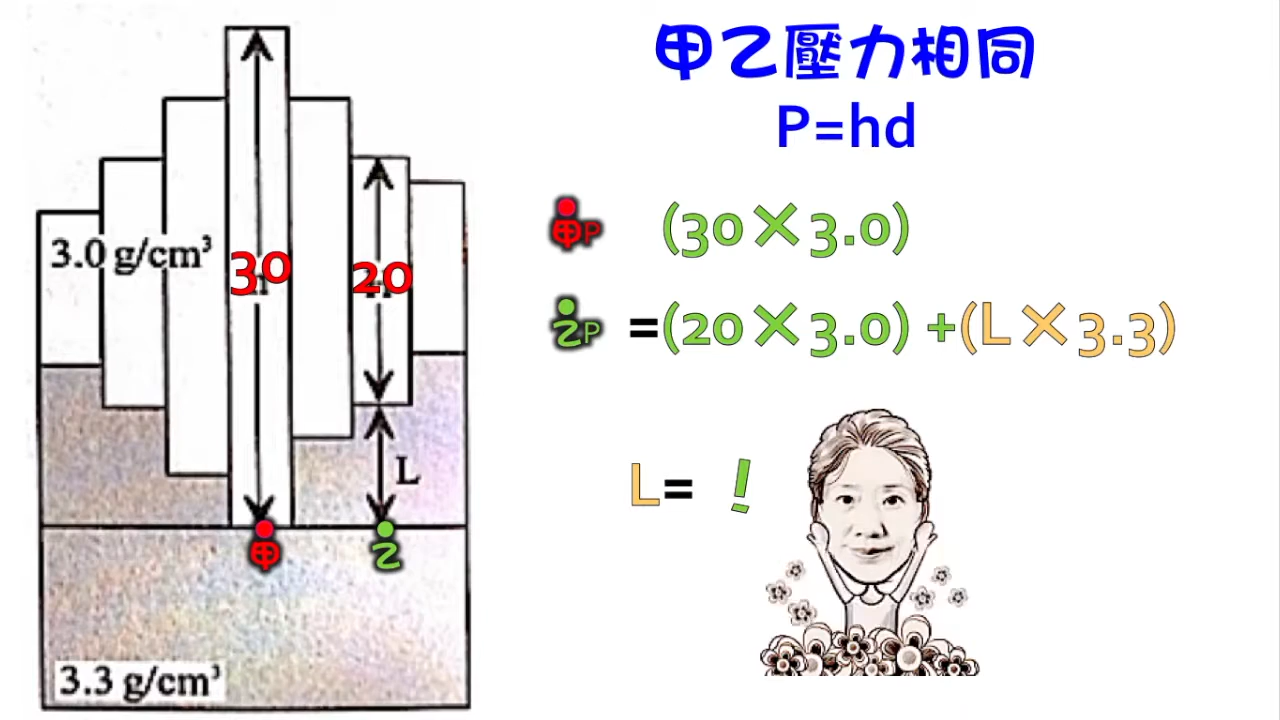 甲乙壓力相同
P=hd
甲P (30×3.0)
乙P =(20×3.0) +(L×3.3)
L= !
3.0 g/cm³
30
20
L
甲
乙
3.3 g/cm³